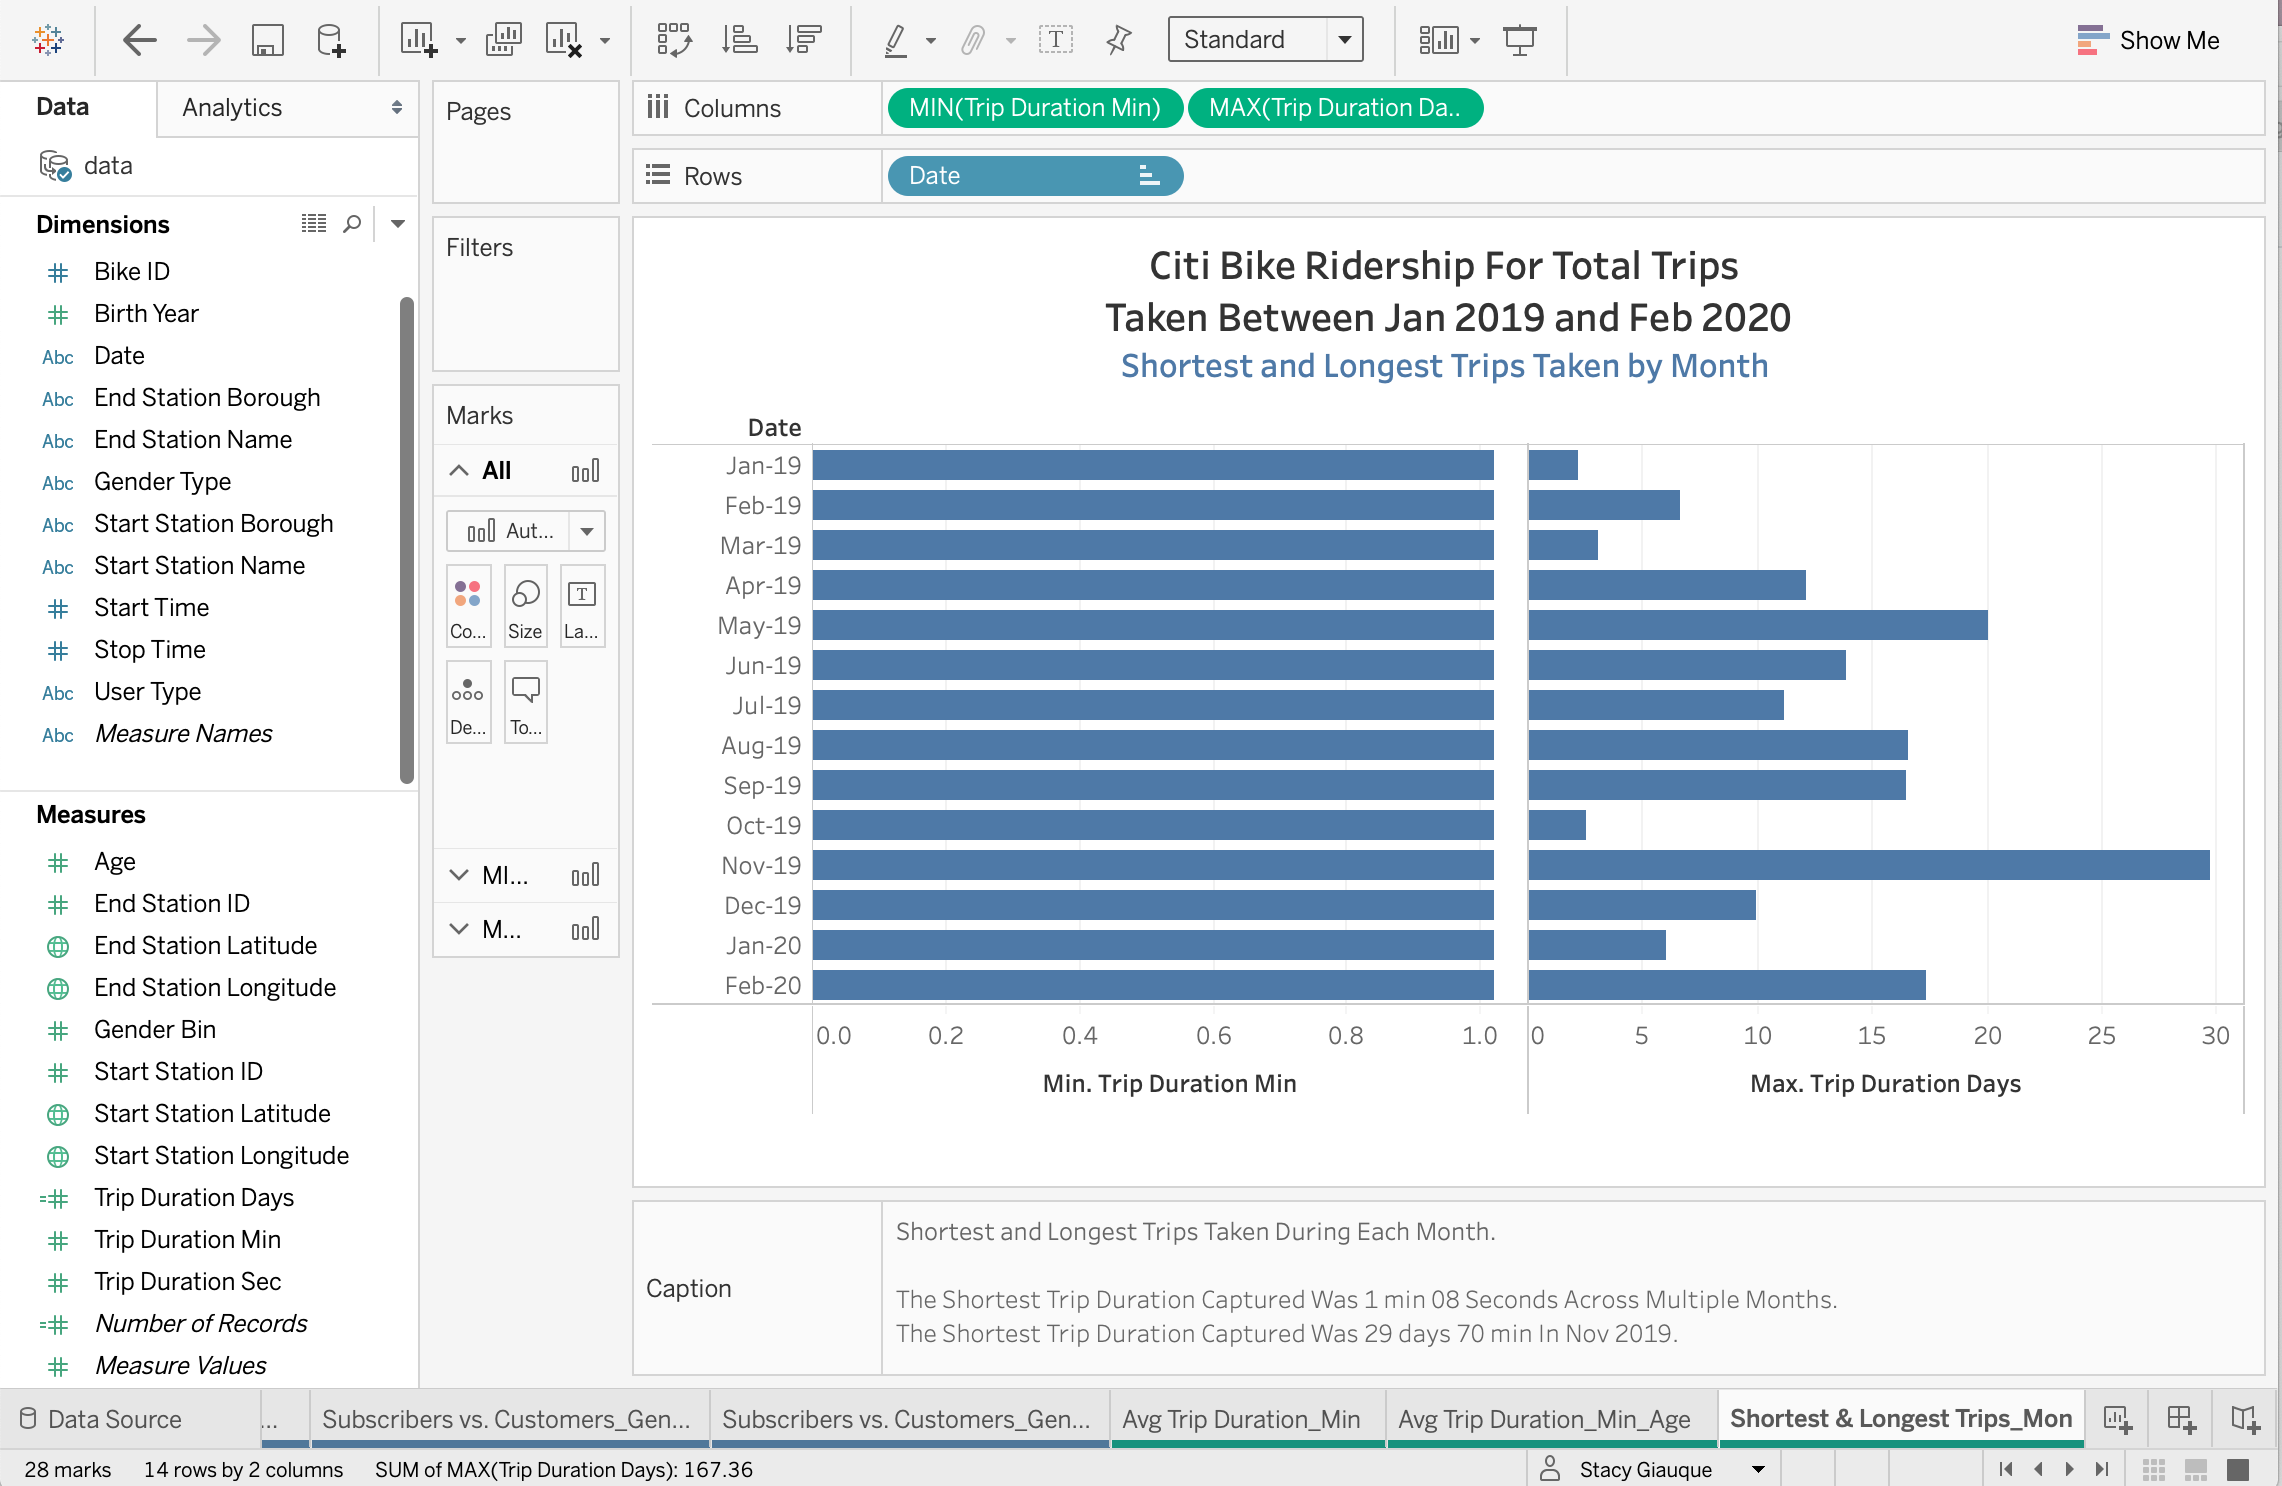 Standard
Show Me
Data
Analytics
data
Dimensions
# Bike ID
# Birth Year
Abc Date
Abc End Station Borough
Abc End Station Name
Abc Gender Type
Abc Start Station Borough
Abc Start Station Name
# Start Time
# Stop Time
Abc User Type
Abc Measure Names
Measures
# Age
# End Station ID
End Station Latitude
End Station Longitude
# Gender Bin
# Start Station ID
Start Station Latitude
Start Station Longitude
=# Trip Duration Days
# Trip Duration Min
# Trip Duration Sec
=# Number of Records
# Measure Values
Pages
Filters
Marks
All
Aut...
Co... Size La...
De... To...
MI...
M...
Columns MIN(Trip Duration Min) MAX(Trip Duration Da..
Rows Date
Citi Bike Ridership For Total Trips
Taken Between Jan 2019 and Feb 2020
Shortest and Longest Trips Taken by Month
Date
Jan-19
Feb-19
Mar-19
Apr-19
May-19
Jun-19
Jul-19
Aug-19
Sep-19
Oct-19
Nov-19
Dec-19
Jan-20
Feb-20
0.0 0.2 0.4 0.6 0.8 1.0 0 5 10 15 20 25 30
Min. Trip Duration Min Max. Trip Duration Days
Caption
Shortest and Longest Trips Taken During Each Month.
The Shortest Trip Duration Captured Was 1 min 08 Seconds Across Multiple Months.
The Shortest Trip Duration Captured Was 29 days 70 min In Nov 2019.
Data Source ... Subscribers vs. Customers_Gen... Subscribers vs. Customers_Gen... Avg Trip Duration_Min Avg Trip Duration_Min_Age Shortest & Longest Trips_Mon
28 marks 14 rows by 2 columns SUM of MAX(Trip Duration Days): 167.36 Stacy Giauque